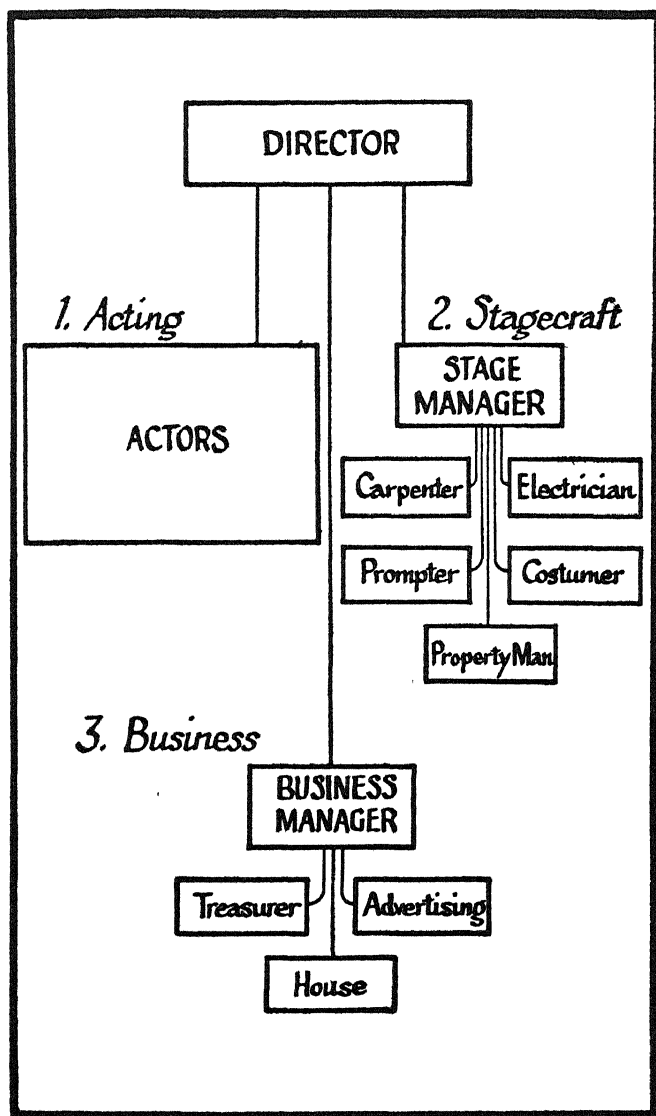 DIRECTOR
1. Acting
ACTORS
2. Stagecraft
STAGE
MANAGER
Carpenter
Electrician
Prompter
Costumer
Property Man
3. Business
BUSINESS
MANAGER
Treasurer
Advertising
House